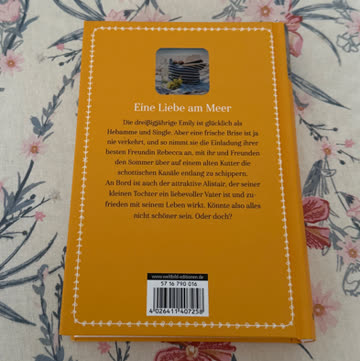 Eine Liebe am Meer
Die dreißigjährige Emily ist glücklich als
Hebamme und Single. Aber eine frische Brise ist ja
nie verkehrt, und so nimmt sie die Einladung ihrer
besten Freundin Rebecca an, mit ihr und Freunden
den Sommer über auf einem alten Kutter die
schottischen Kanäle entlang zu schippern.
An Bord ist auch der attraktive Alistair, der seiner
kleinen Tochter ein liebevoller Vater ist und zu-
frieden mit seinem Leben wirkt. Könnte also alles
nicht schöner sein. Oder doch?
www.weltbild-editionen.de
57 16 790 016
4 026411 407258